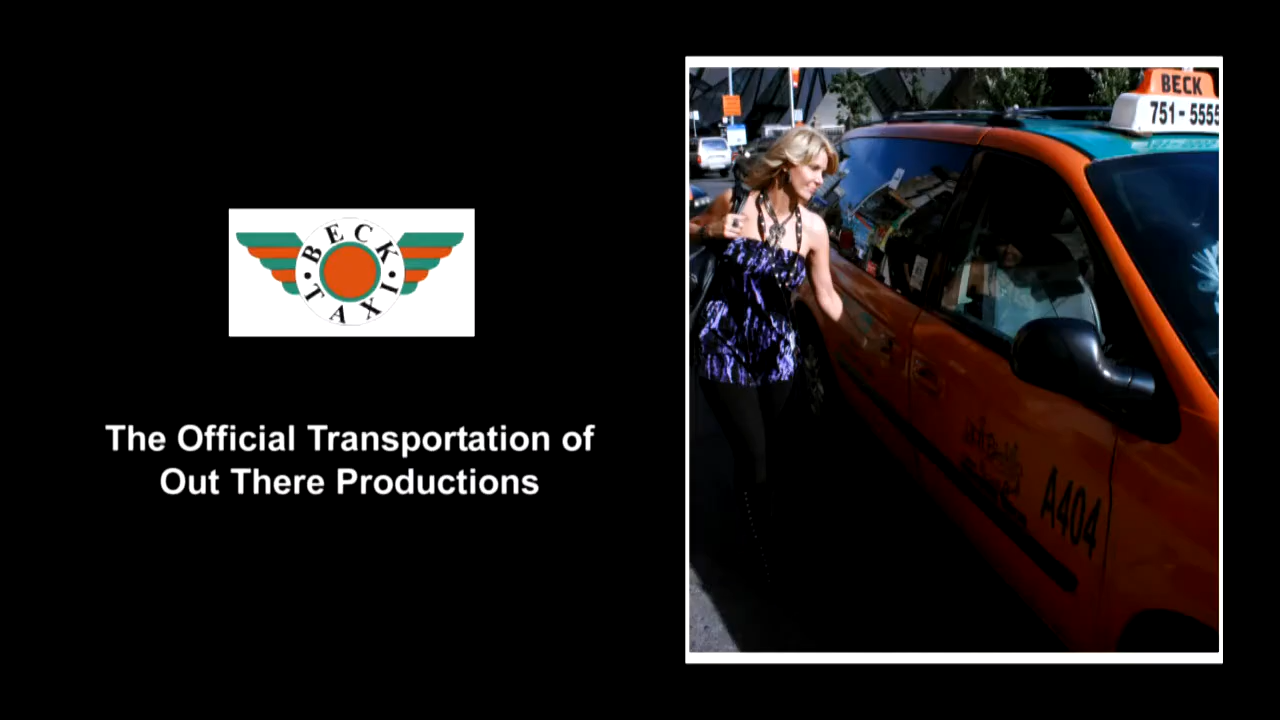 BECK
TAXI
The Official Transportation of
Out There Productions
BECK
751-5555
A404